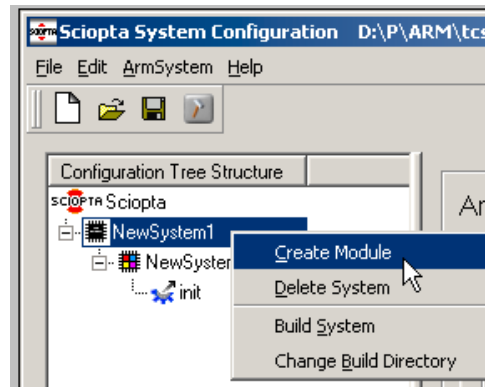 Sciopta System Configuration D:\P\ARM\tcs
File Edit ArmSystem Help
Configuration Tree Structure
SCIOPTA Sciopta
NewSystem1
NewSyster
init
Create Module
Delete System
Build System
Change Build Directory
Ar